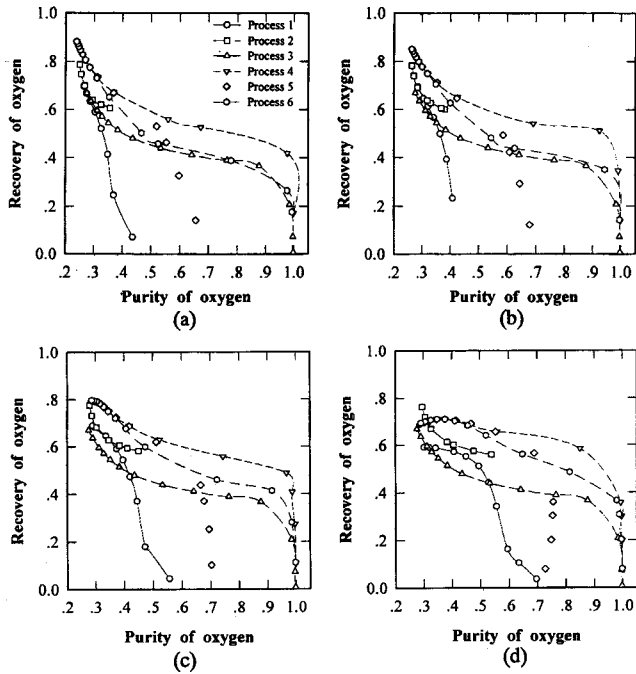 1.0
0.8
.6
.4
.2
0.0
Recovery of oxygen
.2 .3 .4 .5 .6 .7 .8 .9 1.0
Purity of oxygen
(a)
Process 1
Process 2
Process 3
Process 4
Process 5
Process 6
1.0
0.8
.6
.4
.2
0.0
Recovery of oxygen
.2 .3 .4 .5 .6 .7 .8 .9 1.0
Purity of oxygen
(b)
1.0
0.8
.6
.4
.2
0.0
Recovery of oxygen
.2 .3 .4 .5 .6 .7 .8 .9 1.0
Purity of oxygen
(c)
1.0
0.8
.6
.4
.2
0.0
Recovery of oxygen
.2 .3 .4 .5 .6 .7 .8 .9 1.0
Purity of oxygen
(d)